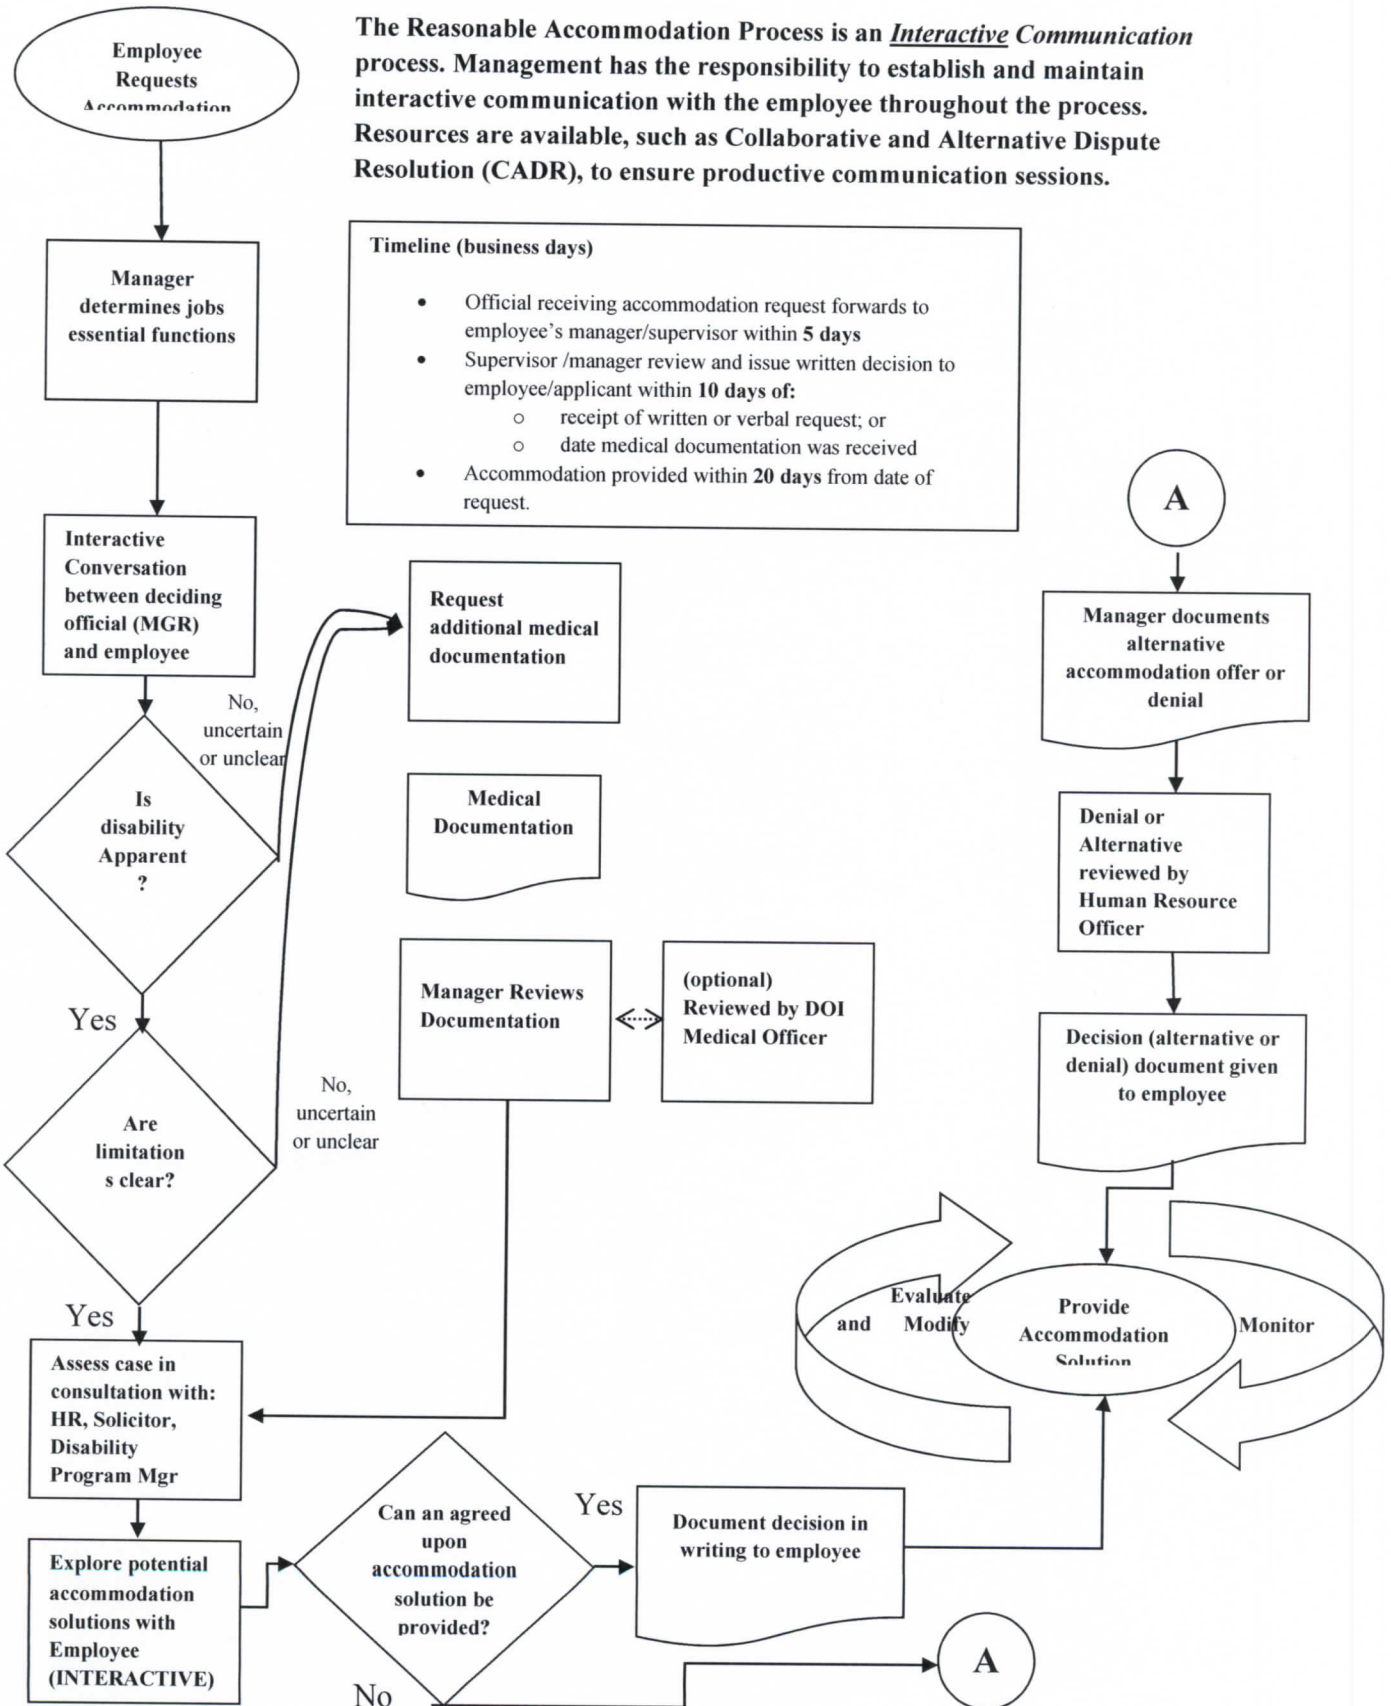 Employee
Requests
Accommodation
The Reasonable Accommodation Process is an Interactive Communication
process. Management has the responsibility to establish and maintain
interactive communication with the employee throughout the process.
Resources are available, such as Collaborative and Alternative Dispute
Resolution (CADR), to ensure productive communication sessions.
Manager
determines jobs
essential functions
Timeline (business days)
• Official receiving accommodation request forwards to
employee's manager/supervisor within 5 days
• Supervisor /manager review and issue written decision to
employee/applicant within 10 days of:
o receipt of written or verbal request; or
o date medical documentation was received
• Accommodation provided within 20 days from date of
request.
Interactive
Conversation
between deciding
official (MGR)
and employee
No,
uncertain
or unclear
Request
additional medical
documentation
Is
disability
Apparent
?
Medical
Documentation
Yes
Manager Reviews
Documentation
(optional)
Reviewed by DOI
Medical Officer
Are
limitation
s clear?
No,
uncertain
or unclear
Yes
Assess case in
consultation with:
HR, Solicitor,
Disability
Program Mgr
Explore potential
accommodation
solutions with
Employee
(INTERACTIVE)
Can an agreed
upon
accommodation
solution be
provided?
Yes
Document decision in
writing to employee
No
A
A
Manager documents
alternative
accommodation offer or
denial
Denial or
Alternative
reviewed by
Human Resource
Officer
Decision (alternative or
denial) document given
to employee
Evaluate
and Modify
Provide
Accommodation
Solution
Monitor